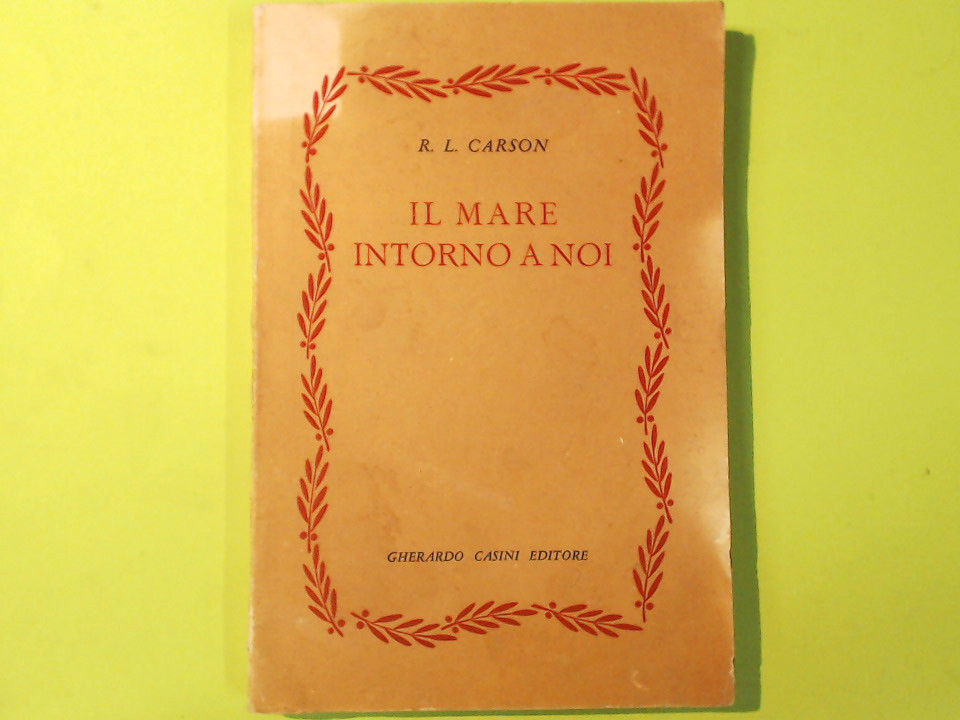 R. L. CARSON
IL MARE
INTORNO A NOI
GHERARDO CASINI EDITORE